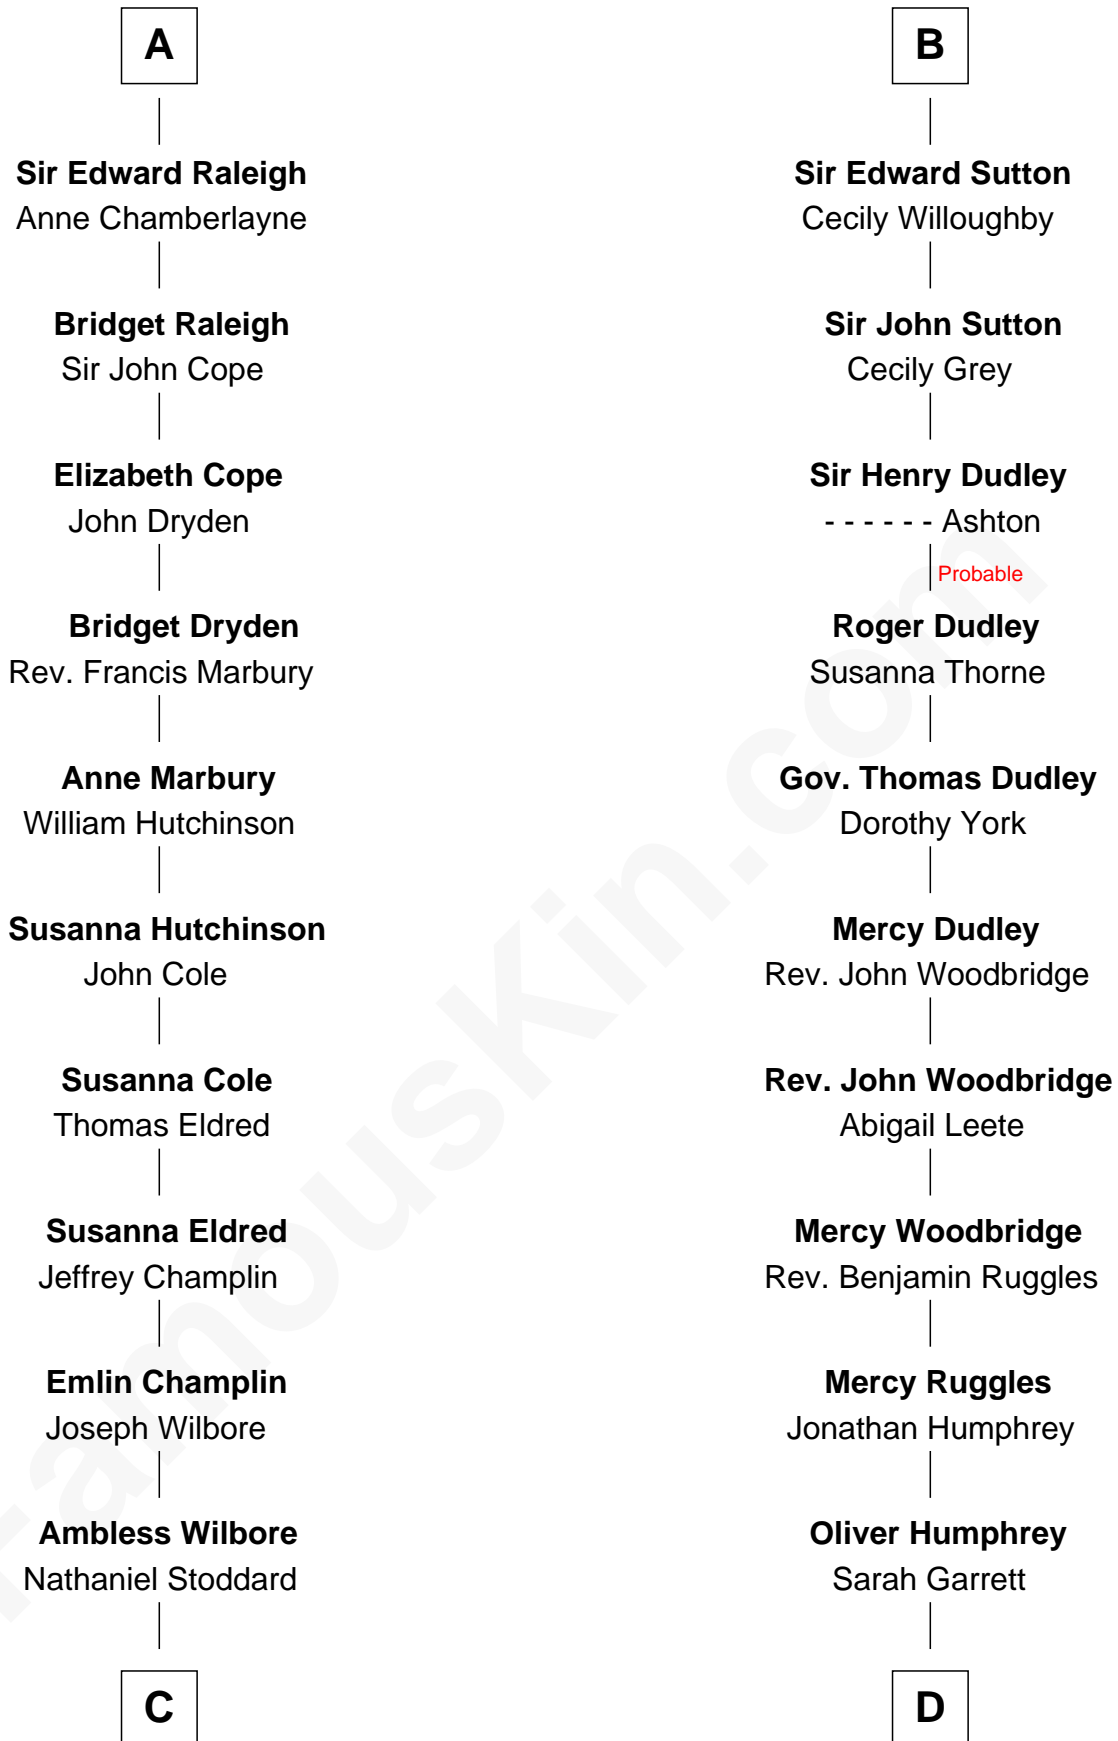 A
Sir Edward Raleigh
Anne Chamberlayne
Bridget Raleigh
Sir John Cope
Elizabeth Cope
John Dryden
Bridget Dryden
Rev. Francis Marbury
Anne Marbury
William Hutchinson
Susanna Hutchinson
John Cole
Susanna Cole
Thomas Eldred
Susanna Eldred
Jeffrey Champlin
Emlin Champlin
Joseph Wilbore
Ambless Wilbore
Nathaniel Stoddard
C
B
Sir Edward Sutton
Cecily Willoughby
Sir John Sutton
Cecily Grey
Sir Henry Dudley
- - - - - - Ashton
Probable
Roger Dudley
Susanna Thorne
Gov. Thomas Dudley
Dorothy York
Mercy Dudley
Rev. John Woodbridge
Rev. John Woodbridge
Abigail Leete
Mercy Woodbridge
Rev. Benjamin Ruggles
Mercy Ruggles
Jonathan Humphrey
Oliver Humphrey
Sarah Garrett
D
FamousKin.com